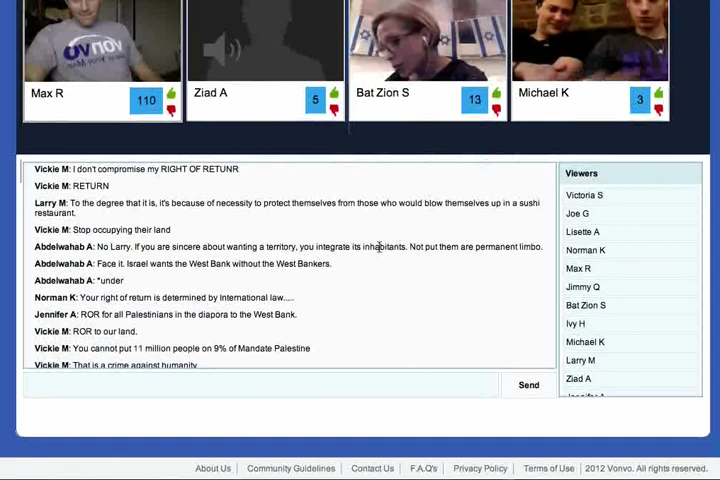 VOVNOV
Max R
110
Ziad A
5
Bat Zion S
13
Michael K
3
Vickie M: I don't compromise my RIGHT OF RETUNR
Vickie M: RETURN
Larry M: To the degree that it is, it's because of necessity to protect themselves from those who would blow themselves up in a sushi
restaurant.
Vickie M: Stop occupying their land
Abdelwahab A: No Larry. If you are sincere about wanting a territory, you integrate its inhabitants. Not put them are permanent limbo.
Abdelwahab A: Face it. Israel wants the West Bank without the West Bankers.
Abdelwahab A: *under
Norman K: Your right of return is determined by International law.....
Jennifer A: ROR for all Palestinians in the diapora to the West Bank.
Vickie M: ROR to our land.
Vickie M: You cannot put 11 million people on 9% of Mandate Palestine
Vickie M: That is a crime against humanity
Send
Viewers
Victoria S
Joe G
Lisette A
Norman K
Max R
Jimmy Q
Bat Zion S
Ivy H
Michael K
Larry M
Ziad A
Jennifer A
About Us
Community Guidelines
Contact Us
F.A.Q's
Privacy Policy
Terms of Use
2012 Vonvo. All rights reserved.